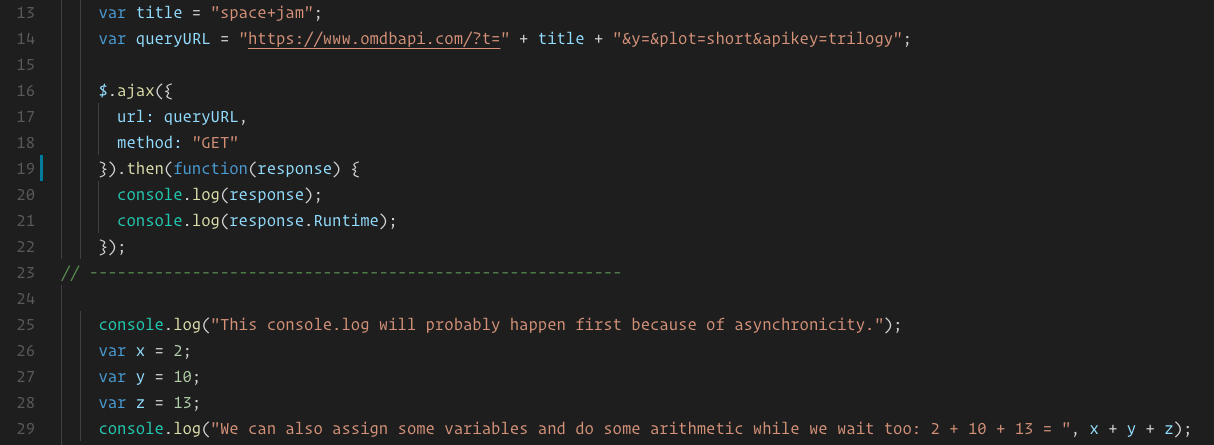 13 var title = "space+jam";
14 var queryURL = "https://www.omdbapi.com/?t=" + title + "&y=&plot=short&apikey=trilogy";
15
16 $.ajax({
17 url: queryURL,
18 method: "GET"
19 }).then(function(response) {
20 console.log(response);
21 console.log(response.Runtime);
22 });
23 // ---------------------------------------------------------
24
25 console.log("This console.log will probably happen first because of asynchronicity.");
26 var x = 2;
27 var y = 10;
28 var z = 13;
29 console.log("We can also assign some variables and do some arithmetic while we wait too: 2 + 10 + 13 = ", x + y + z);